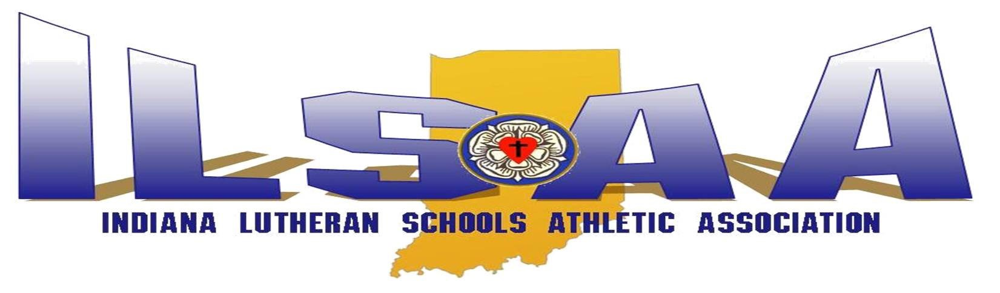 ILSAA
INDIANA LUTHERAN SCHOOLS ATHLETIC ASSOCIATION